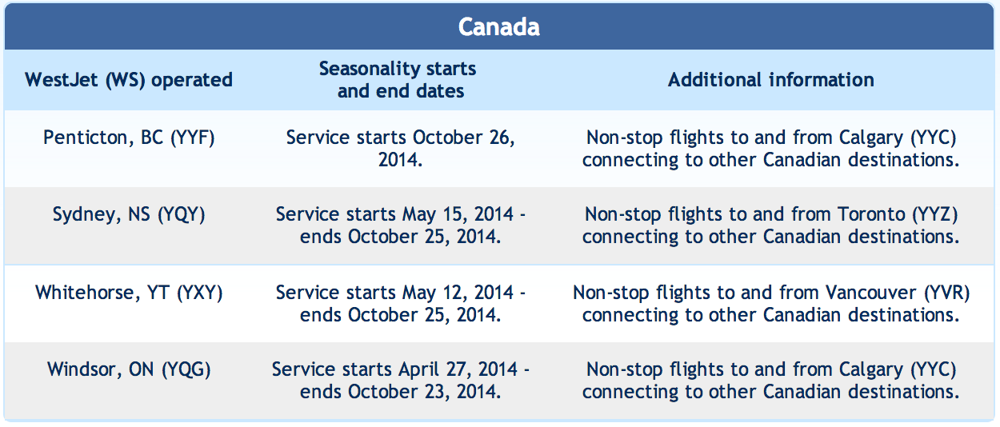 Canada
WestJet (WS) operated
Seasonality starts
and end dates
Additional information
Penticton, BC (YYF)
Service starts October 26,
2014.
Non-stop flights to and from Calgary (YYC)
connecting to other Canadian destinations.
Sydney, NS (YQY)
Service starts May 15, 2014 -
ends October 25, 2014.
Non-stop flights to and from Toronto (YYZ)
connecting to other Canadian destinations.
Whitehorse, YT (YXY)
Service starts May 12, 2014 -
ends October 25, 2014.
Non-stop flights to and from Vancouver (YVR)
connecting to other Canadian destinations.
Windsor, ON (YQG)
Service starts April 27, 2014 -
ends October 23, 2014.
Non-stop flights to and from Calgary (YYC)
connecting to other Canadian destinations.